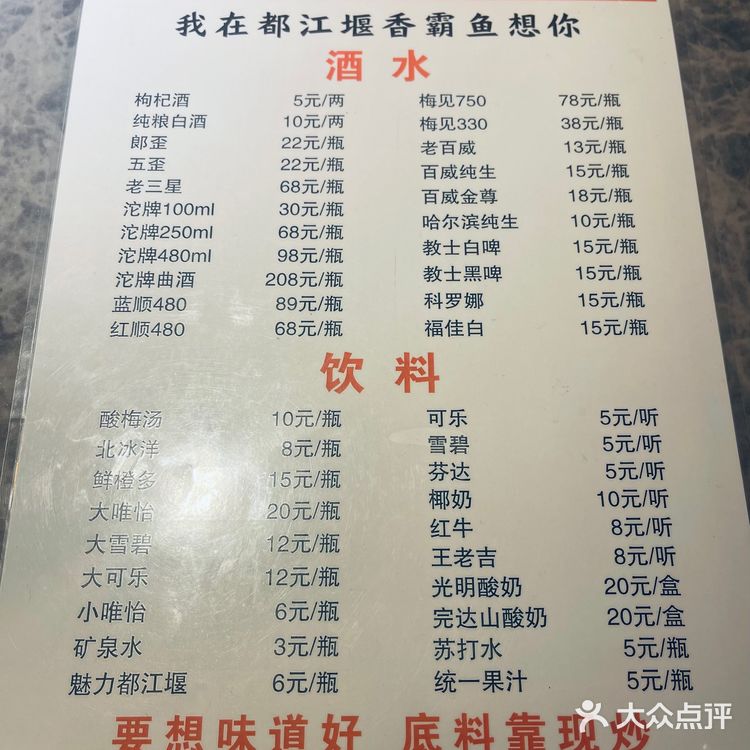 我在都江堰香霸鱼想你
酒水
枸杞酒 5元/两
纯粮白酒 10元/两
郎歪 22元/瓶
五歪 22元/瓶
老三星 68元/瓶
沱牌100ml 30元/瓶
沱牌250ml 68元/瓶
沱牌480ml 98元/瓶
沱牌曲酒 208元/瓶
蓝顺480 89元/瓶
红顺480 68元/瓶
梅见750 78元/瓶
梅见330 38元/瓶
老百威 13元/瓶
百威纯生 15元/瓶
百威金尊 18元/瓶
哈尔滨纯生 10元/瓶
教士白啤 15元/瓶
教士黑啤 15元/瓶
科罗娜 15元/瓶
福佳白 15元/瓶
饮料
酸梅汤 10元/瓶
北冰洋 8元/瓶
鲜橙多 15元/瓶
大唯怡 20元/瓶
大雪碧 12元/瓶
大可乐 12元/瓶
小唯怡 6元/瓶
矿泉水 3元/瓶
魅力都江堰 6元/瓶
可乐 5元/听
雪碧 5元/听
芬达 5元/听
椰奶 10元/听
红牛 8元/听
王老吉 8元/听
光明酸奶 20元/盒
完达山酸奶 20元/盒
苏打水 5元/瓶
统一果汁 5元/瓶
要想味道好 底料靠现炒
大众点评